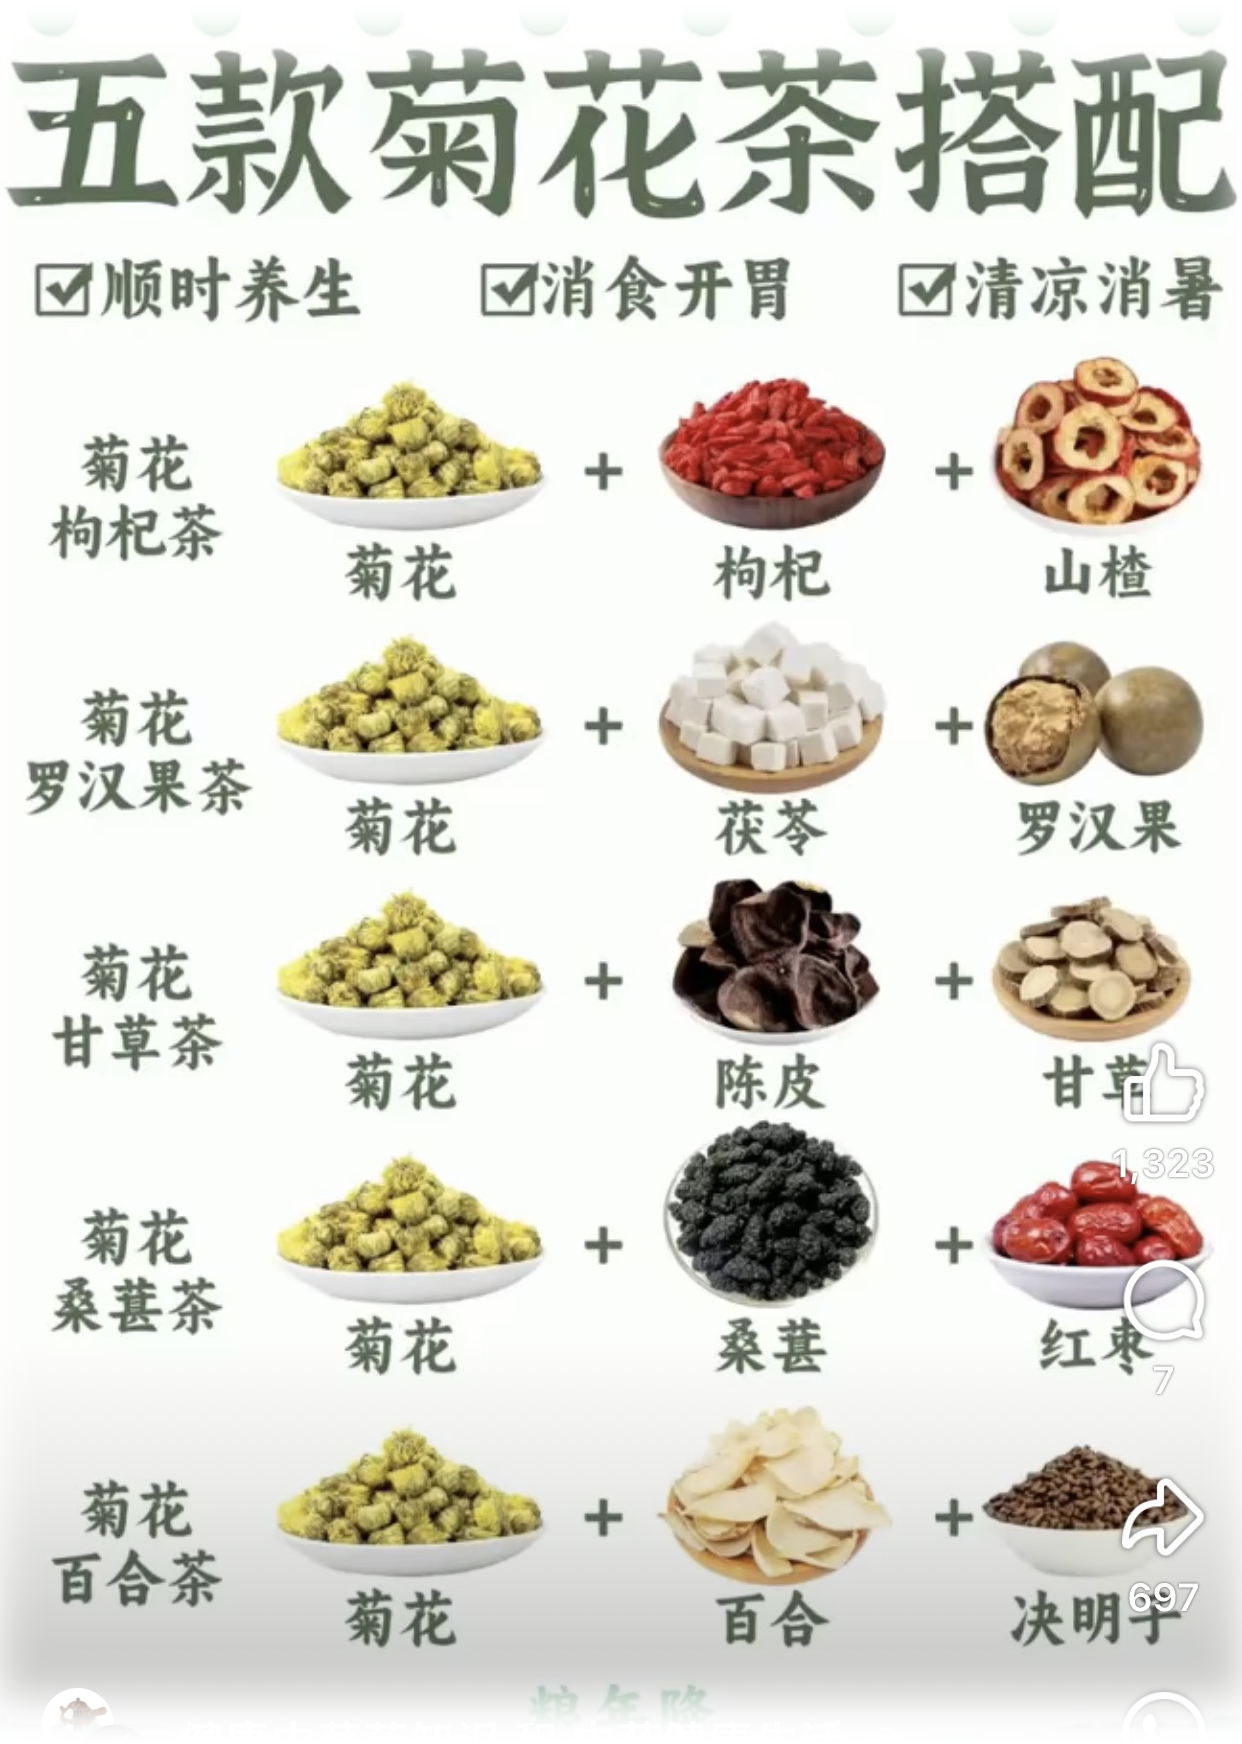 五款菊花茶搭配
顺时养生 消食开胃 清凉消暑
菊花
枸杞茶
菊花 + 枸杞 + 山楂
菊花
罗汉果茶
菊花 + 茯苓 + 罗汉果
菊花
甘草茶
菊花 + 陈皮 + 甘草
1,323
菊花
桑葚茶
菊花 + 桑葚 + 红枣
7
菊花
百合茶
菊花 + 百合 + 决明子
697